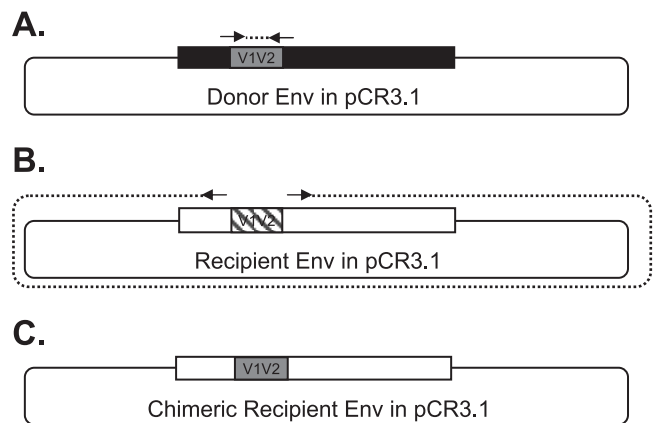 A.
V1V2
Donor Env in pCR3.1
B.
V1V2
Recipient Env in pCR3.1
C.
V1V2
Chimeric Recipient Env in pCR3.1